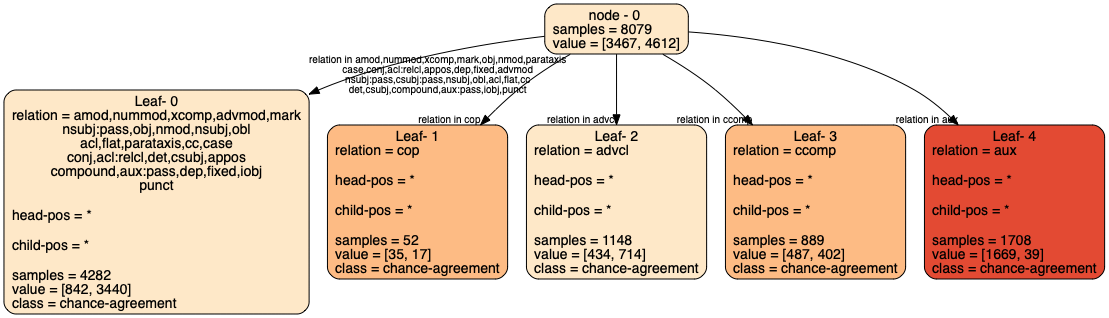 node - 0
samples = 8079
value = [3467, 4612]
relation in amod,nummod,xcomp,mark,obj,nmod,parataxis
case,conj,acl:relcl,appos,dep,fixed,advmod
nsubj:pass,csubj:pass,nsubj,obl,acl,flat,cc
det,csubj,compound,aux:pass,iobj,punct
relation in cop
relation in advcl
relation in ccomp
relation in aux
Leaf- 0
relation = amod,nummod,xcomp,advmod,mark
nsubj:pass,obj,nmod,nsubj,obl
acl,flat,parataxis,cc,case
conj,acl:relcl,det,csubj,appos
compound,aux:pass,dep,fixed,iobj
punct
head-pos = *
child-pos = *
samples = 4282
value = [842, 3440]
class = chance-agreement
Leaf- 1
relation = cop
head-pos = *
child-pos = *
samples = 52
value = [35, 17]
class = chance-agreement
Leaf- 2
relation = advcl
head-pos = *
child-pos = *
samples = 1148
value = [434, 714]
class = chance-agreement
Leaf- 3
relation = ccomp
head-pos = *
child-pos = *
samples = 889
value = [487, 402]
class = chance-agreement
Leaf- 4
relation = aux
head-pos = *
child-pos = *
samples = 1708
value = [1669, 39]
class = chance-agreement